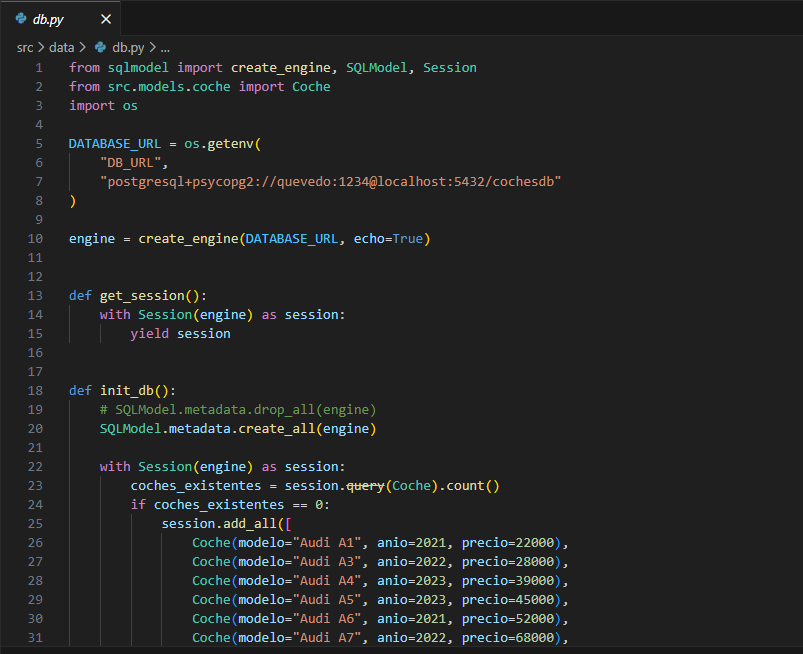 db.py ×
src > data > db.py > ...
1 from sqlmodel import create_engine, SQLModel, Session
2 from src.models.coche import Coche
3 import os
4
5 DATABASE_URL = os.getenv(
6     "DB_URL",
7     "postgresql+psycopg2://quevedo:1234@localhost:5432/cochesdb"
8 )
9
10 engine = create_engine(DATABASE_URL, echo=True)
11
12
13 def get_session():
14     with Session(engine) as session:
15         yield session
16
17
18 def init_db():
19     # SQLModel.metadata.drop_all(engine)
20     SQLModel.metadata.create_all(engine)
21
22     with Session(engine) as session:
23         coches_existentes = session.query(Coche).count()
24         if coches_existentes == 0:
25             session.add_all([
26                 Coche(modelo="Audi A1", anio=2021, precio=22000),
27                 Coche(modelo="Audi A3", anio=2022, precio=28000),
28                 Coche(modelo="Audi A4", anio=2023, precio=39000),
29                 Coche(modelo="Audi A5", anio=2023, precio=45000),
30                 Coche(modelo="Audi A6", anio=2021, precio=52000),
31                 Coche(modelo="Audi A7", anio=2022, precio=68000),